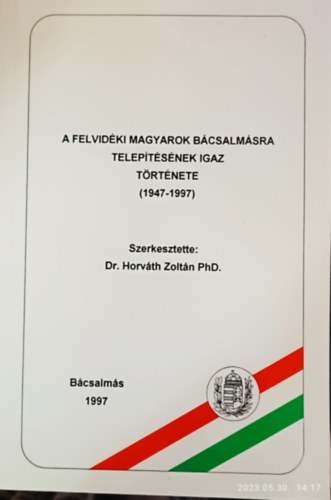 A FELVIDÉKI MAGYAROK BÁCSALMÁSRA
TELEPÍTÉSÉNEK IGAZ
TÖRTÉNETE
(1947-1997)
Szerkesztette:
Dr. Horváth Zoltán PhD.
Bácsalmás
1997
2023.05.30. 14:17